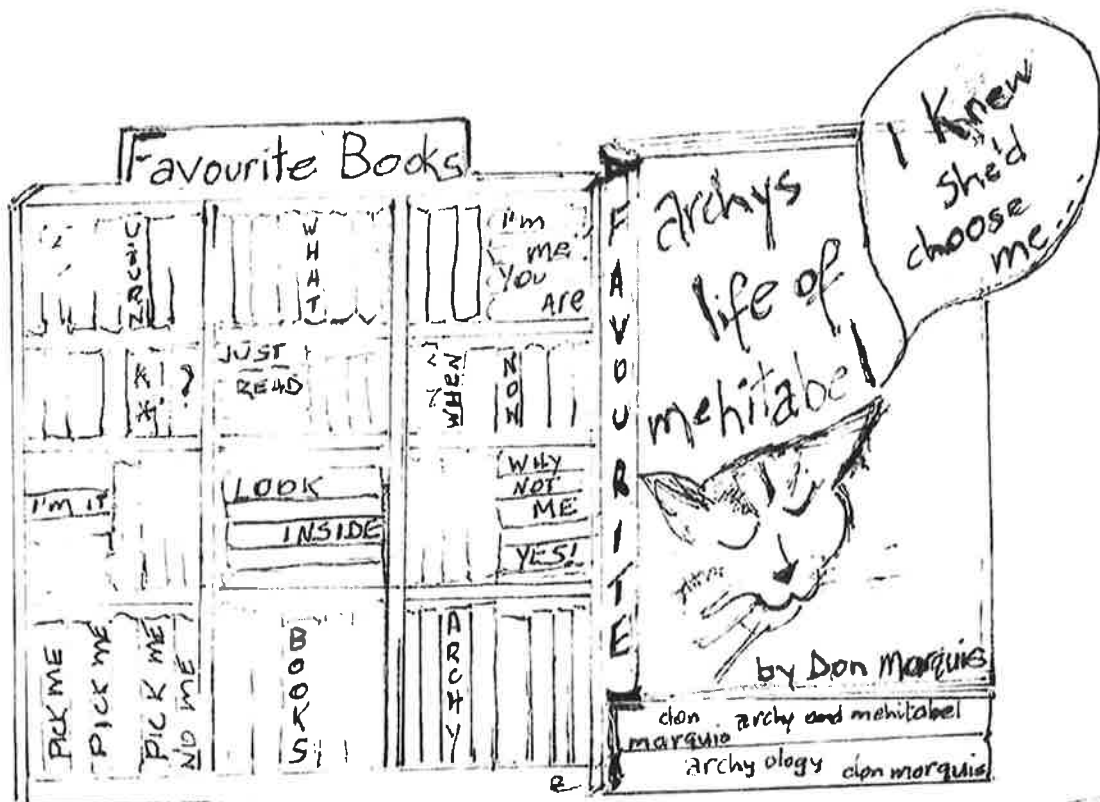 Favourite Books
WHAT
I'm
me
You
Are
JUST
READ
WHEN
NOW
I'M IT
LOOK
INSIDE
WHY
NOT
ME
YES!
PICK ME
PICK ME
PICK ME
NO ME
BOOKS
ARCHY
FAVOURITE
archys
life of
mehitabel
I Knew
she'd
choose
me...
by Don Marquis
don marquis archy and mehitabel
archy ology don marquis